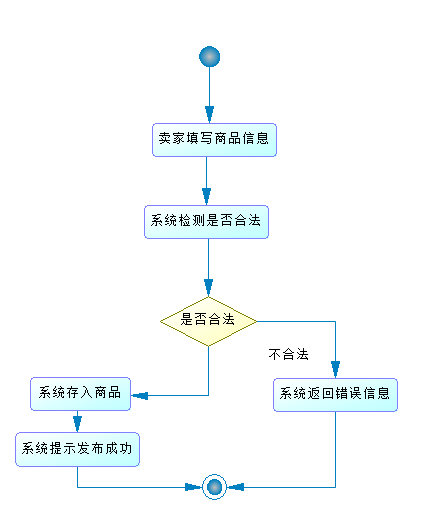 卖家填写商品信息
系统检测是否合法
是否合法
不合法
系统存入商品
系统返回错误信息
系统提示发布成功